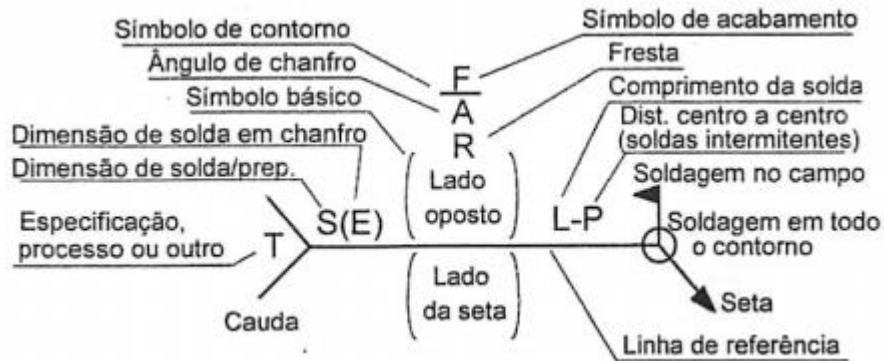 Símbolo de contorno
Símbolo de acabamento
Ângulo de chanfro
F
Fresta
Símbolo básico
A
Comprimento da solda
Dimensão de solda em chanfro
R
Dist. centro a centro
(soldas intermitentes)
Dimensão de solda/prep.
Lado
oposto
Soldagem no campo
Especificação,
processo ou outro
T
S(E)
L-P
Soldagem em todo
o contorno
Lado
da seta
Seta
Cauda
Linha de referência